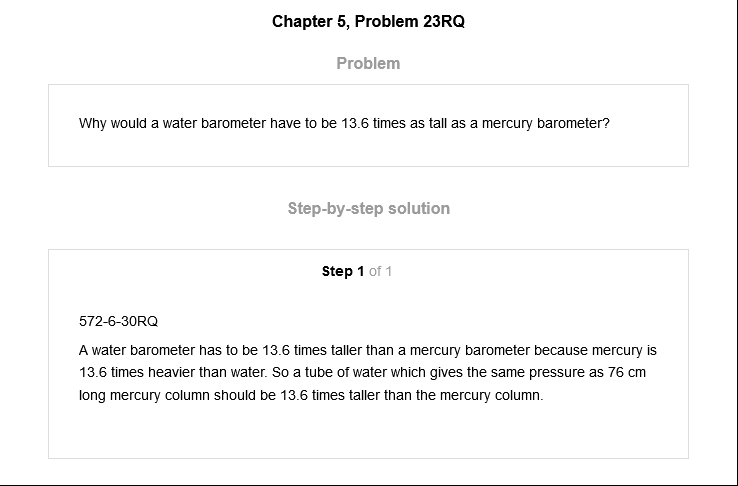 Chapter 5, Problem 23RQ
Problem
Why would a water barometer have to be 13.6 times as tall as a mercury barometer?
Step-by-step solution
Step 1 of 1
572-6-30RQ
A water barometer has to be 13.6 times taller than a mercury barometer because mercury is
13.6 times heavier than water. So a tube of water which gives the same pressure as 76 cm
long mercury column should be 13.6 times taller than the mercury column.